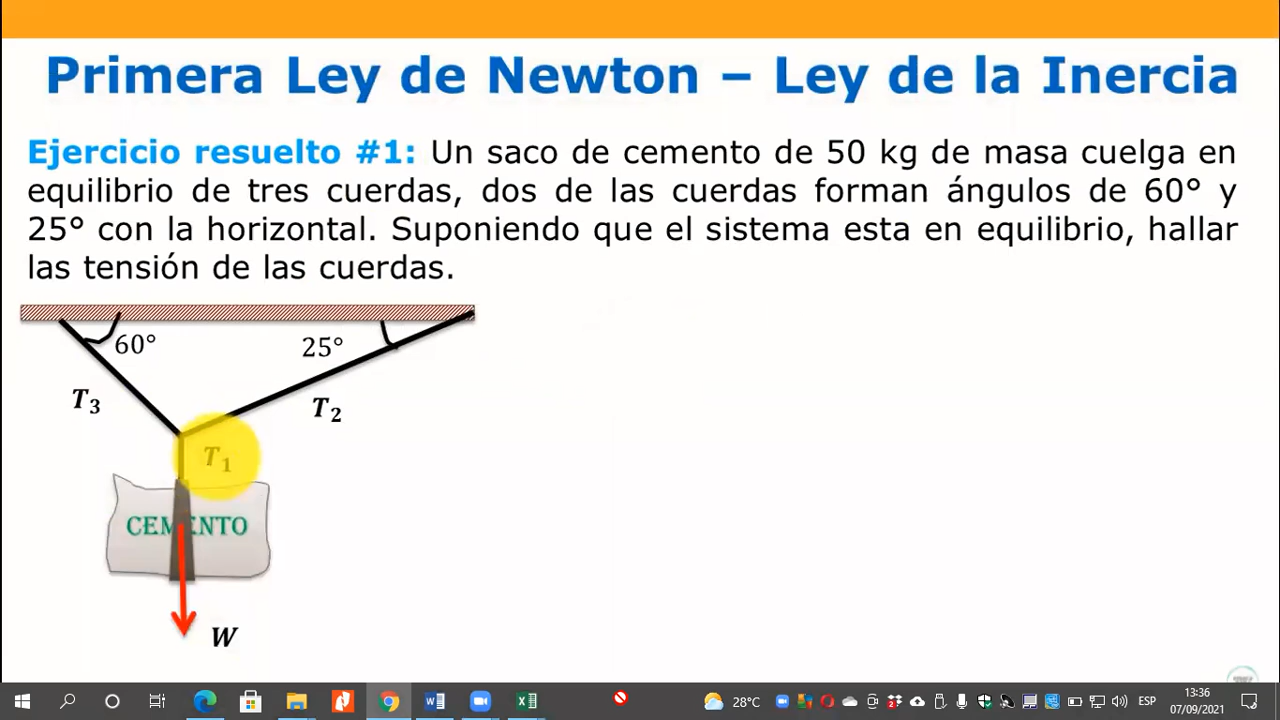 Primera Ley de Newton – Ley de la Inercia
Ejercicio resuelto #1: Un saco de cemento de 50 kg de masa cuelga en
equilibrio de tres cuerdas, dos de las cuerdas forman ángulos de 60° y
25° con la horizontal. Suponiendo que el sistema esta en equilibrio, hallar
las tensión de las cuerdas.
60°
25°
T₃
T₂
T₁
CEMENTO
W
28°C
ESP
13:36
07/09/2021